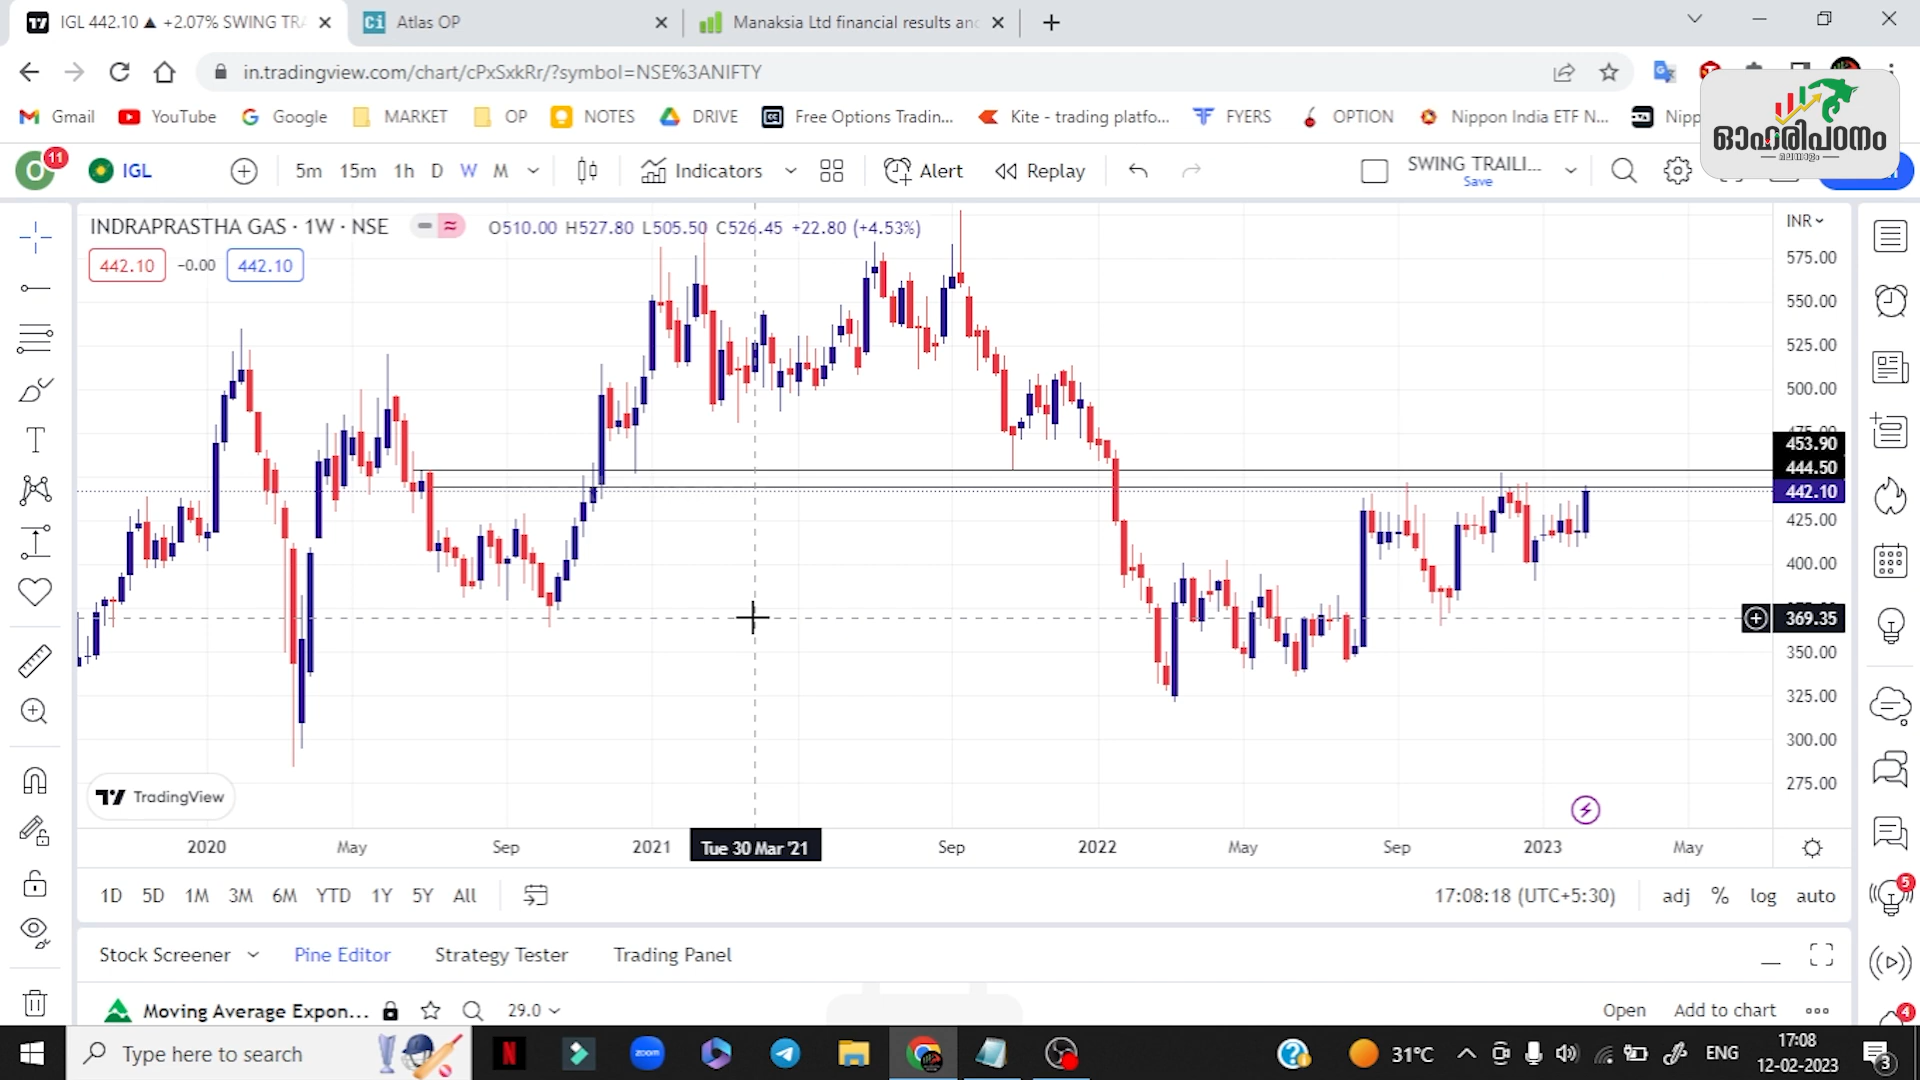 IGL 442.10 ▲ +2.07% SWING TR
Atlas OP
Manaksia Ltd financial results an
in.tradingview.com/chart/cPxSxkRr/?symbol=NSE%3ANIFTY
Gmail YouTube Google MARKET OP NOTES DRIVE Free Options Tradin... Kite - trading platfo... FYERS OPTION Nippon India ETF N... Nipp
ഓഹരിപഠനം
മലയാളം
O 11 IGL 5m 15m 1h D W M Indicators Alert Replay SWING TRAILI...
Save
INDRAPRASTHA GAS · 1W · NSE O510.00 H527.80 L505.50 C526.45 +22.80 (+4.53%)
INR
442.10 −0.00 442.10
575.00
550.00
525.00
500.00
453.90
444.50
442.10
425.00
400.00
369.35
350.00
325.00
300.00
275.00
TradingView
2020 May Sep 2021 Tue 30 Mar '21 Sep 2022 May Sep 2023 May
1D 5D 1M 3M 6M YTD 1Y 5Y All 17:08:18 (UTC+5:30) adj % log auto
5
Stock Screener Pine Editor Strategy Tester Trading Panel
Moving Average Expon... 29.0 Open Add to chart
4
Type here to search zoom 31°C ENG 17:08
12-02-2023
3